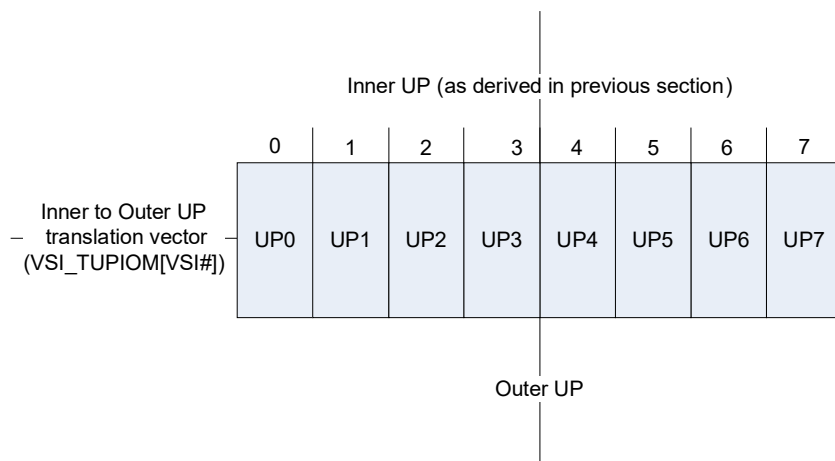 Inner UP (as derived in previous section)
0 1 2 3 4 5 6 7
Inner to Outer UP
translation vector
(VSI_TUPIOM[VSI#])
UP0 UP1 UP2 UP3 UP4 UP5 UP6 UP7
Outer UP